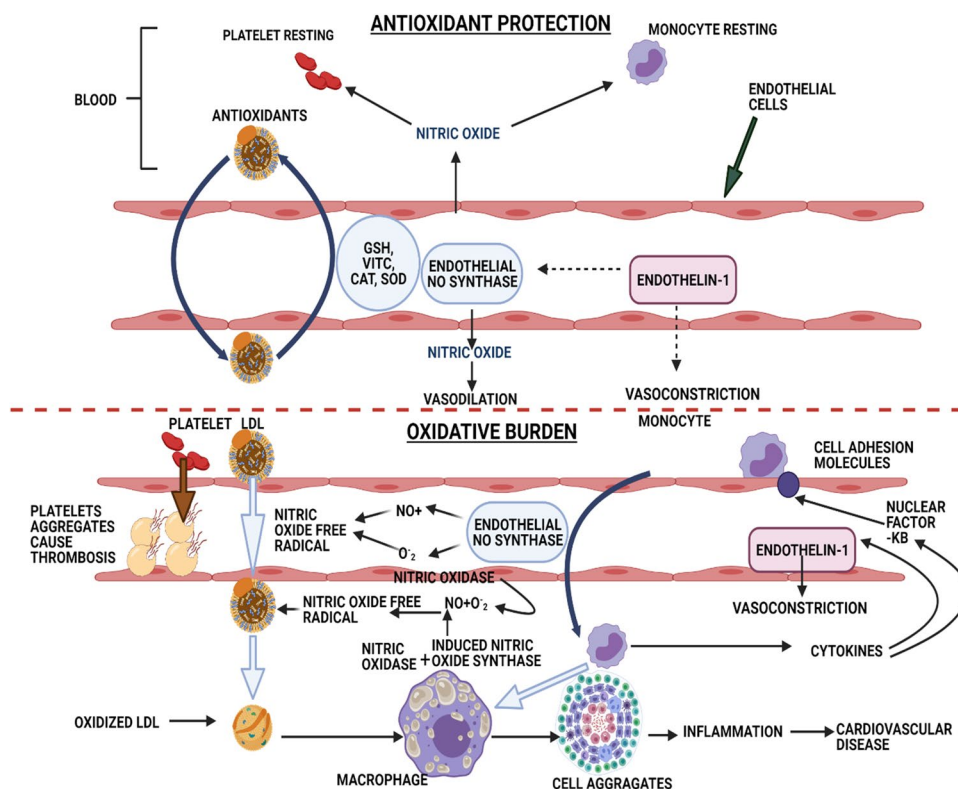 ANTIOXIDANT PROTECTION
PLATELET RESTING
MONOCYTE RESTING
BLOOD
ENDOTHELIAL
CELLS
ANTIOXIDANTS
NITRIC OXIDE
GSH,
VITC,
CAT, SOD
ENDOTHELIAL
NO SYNTHASE
ENDOTHELIN-1
NITRIC OXIDE
VASODILATION
VASOCONSTRICTION
OXIDATIVE BURDEN
PLATELET LDL
MONOCYTE
CELL ADHESION
MOLECULES
PLATELETS
AGGREGATES
CAUSE
THROMBOSIS
NITRIC
OXIDE FREE
RADICAL
NO+
O⁻₂
ENDOTHELIAL
NO SYNTHASE
NUCLEAR
FACTOR
-KB
ENDOTHELIN-1
NITRIC OXIDASE
VASOCONSTRICTION
NITRIC OXIDE FREE
RADICAL
NO+O⁻₂
NITRIC
OXIDASE
+
INDUCED NITRIC
OXIDE SYNTHASE
CYTOKINES
OXIDIZED LDL
MACROPHAGE
CELL AGGRAGATES
INFLAMMATION
CARDIOVASCULAR
DISEASE